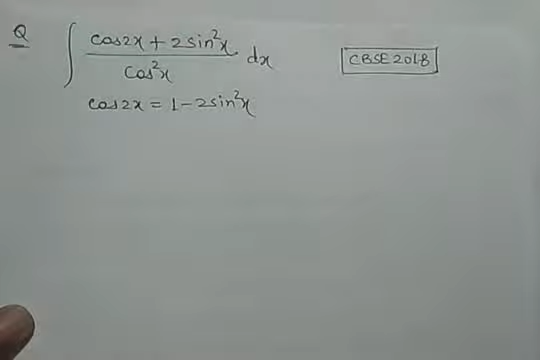 Q ∫ (cos2x + 2sin²x) / (cos²x) dx CBSE 2018
cos2x = 1 - 2sin²x